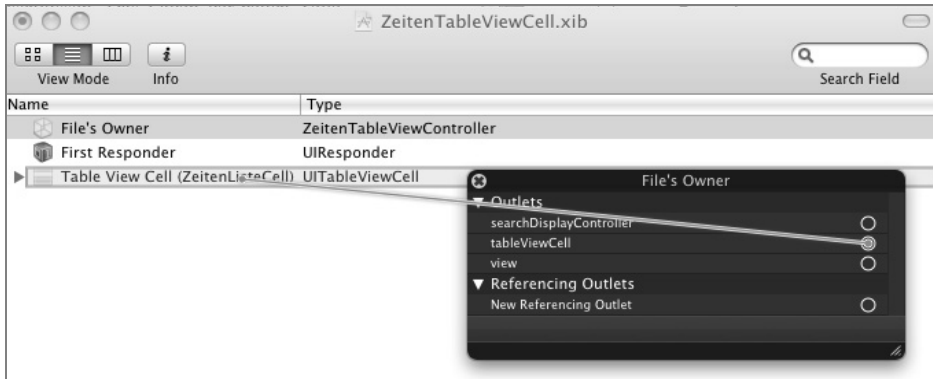 ZeitenTableViewCell.xib
View Mode
Info
Search Field
Name
Type
File's Owner
ZeitenTableViewController
First Responder
UIResponder
Table View Cell (ZeitenListeCell)
UITableViewCell
File's Owner
Outlets
searchDisplayController
tableViewCell
view
Referencing Outlets
New Referencing Outlet